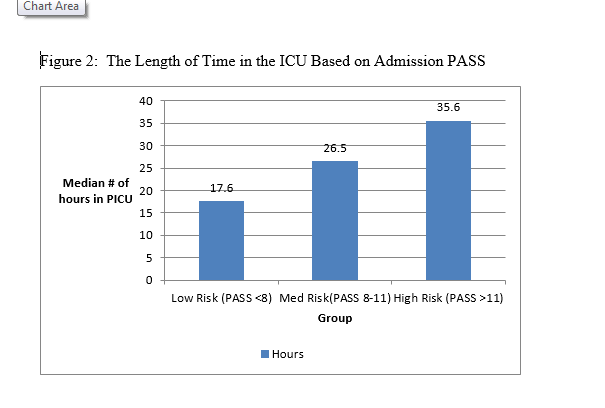 Chart Area
Figure 2:  The Length of Time in the ICU Based on Admission PASS
40
35
30
25
20
15
10
5
0
Median # of
hours in PICU
17.6
26.5
35.6
Low Risk (PASS <8) Med Risk(PASS 8-11) High Risk (PASS >11)
Group
Hours